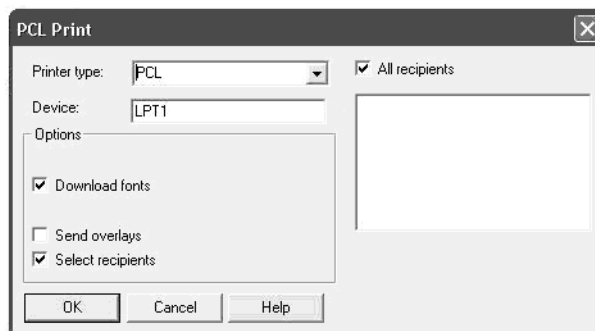 PCL Print
Printer type: PCL
All recipients
Device: LPT1
Options
Download fonts
Send overlays
Select recipients
OK Cancel Help